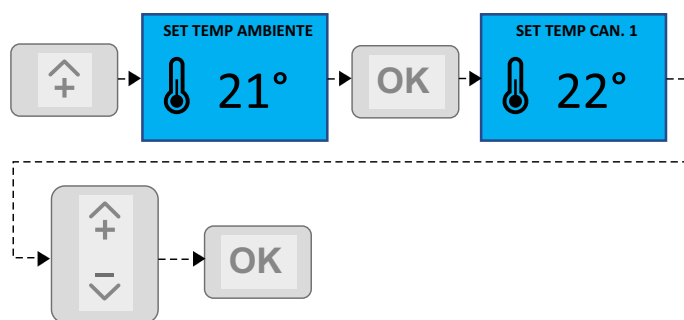 SET TEMP AMBIENTE
21°
OK
SET TEMP CAN. 1
22°
+
+
−
OK